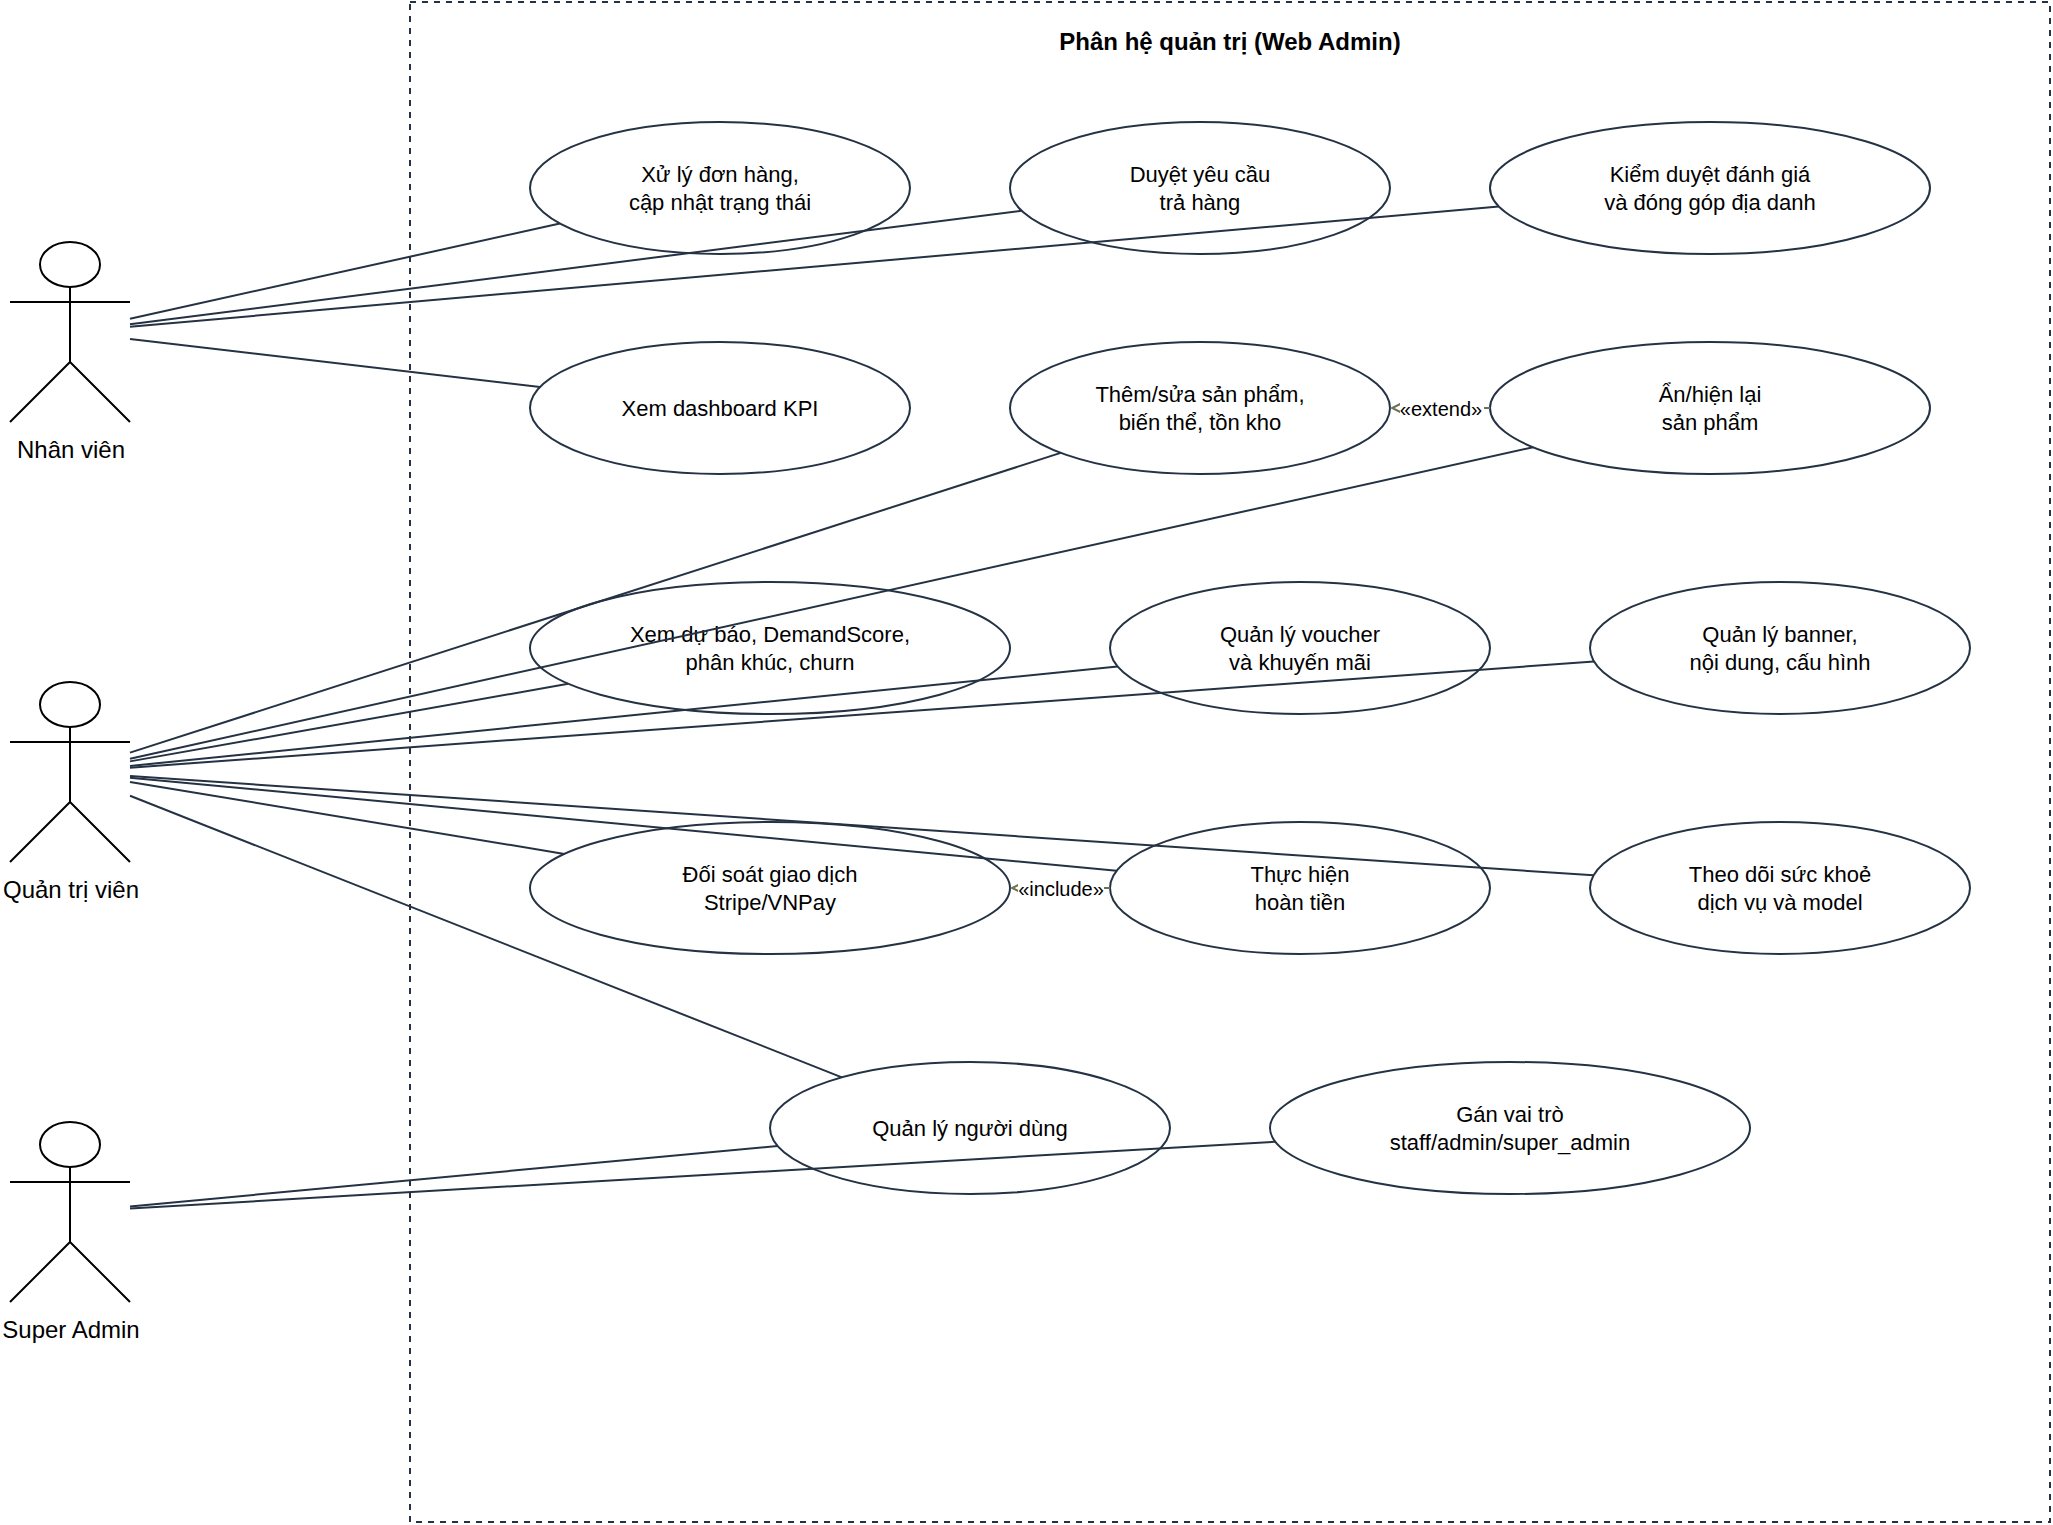 Phân hệ quản trị (Web Admin)
Xử lý đơn hàng,
cập nhật trạng thái
Duyệt yêu cầu
trả hàng
Kiểm duyệt đánh giá
và đóng góp địa danh
Nhân viên
Xem dashboard KPI
Thêm/sửa sản phẩm,
biến thể, tồn kho
«extend»
Ẩn/hiện lại
sản phẩm
Xem dự báo, DemandScore,
phân khúc, churn
Quản lý voucher
và khuyến mãi
Quản lý banner,
nội dung, cấu hình
Quản trị viên
Đối soát giao dịch
Stripe/VNPay
«include»
Thực hiện
hoàn tiền
Theo dõi sức khoẻ
dịch vụ và model
Quản lý người dùng
Gán vai trò
staff/admin/super_admin
Super Admin